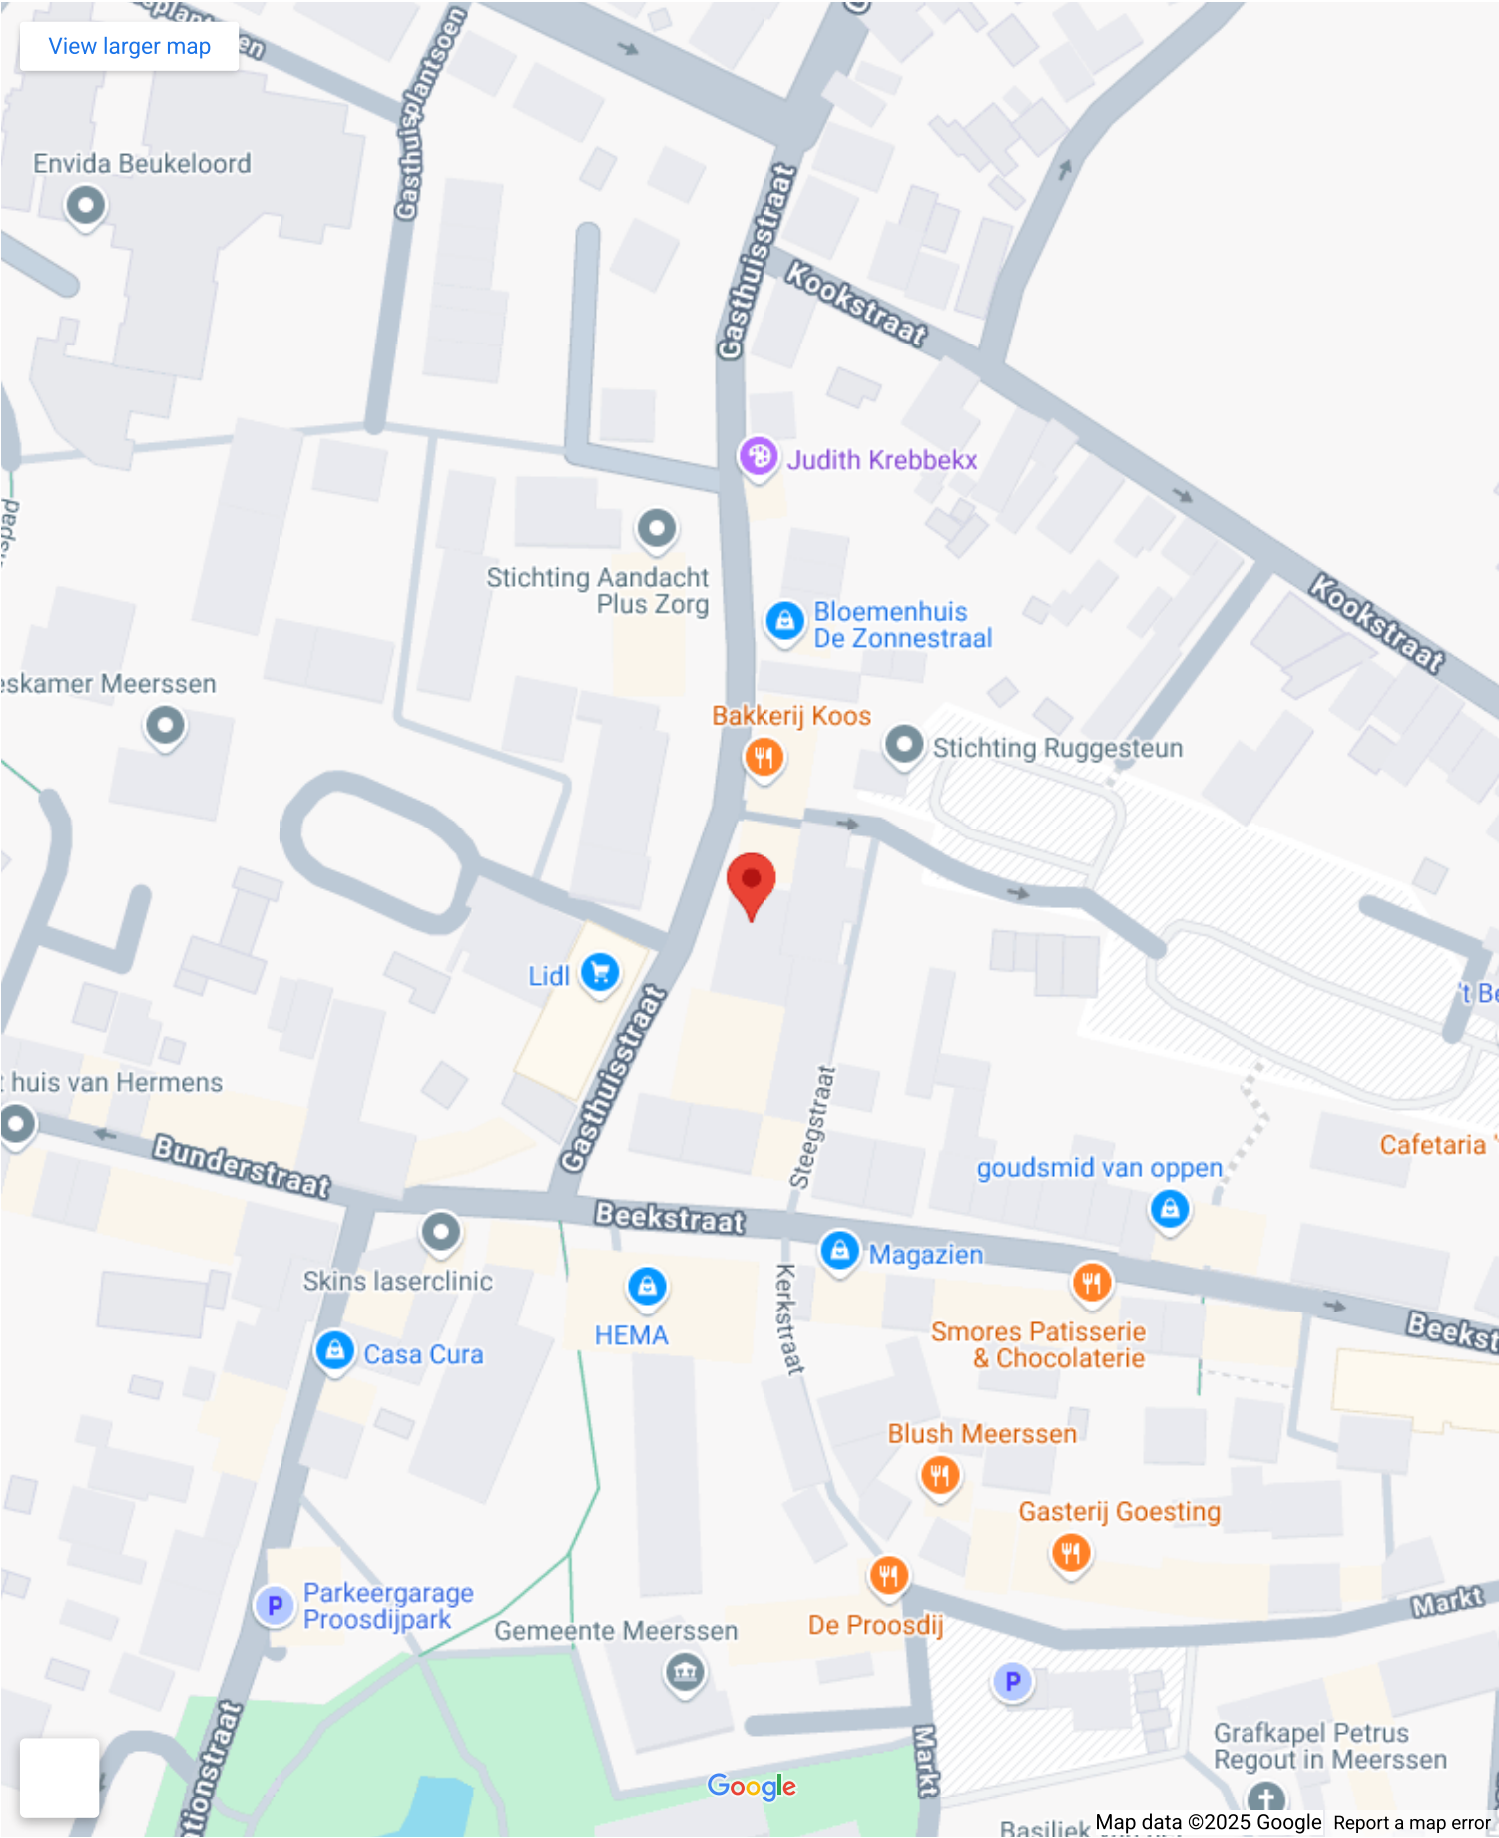 View larger map
Gasthuisplantsoen
Envida Beukeloord
Gasthuisstraat
Kookstraat
Judith Krebbekx
Stichting Aandacht
Plus Zorg
Bloemenhuis
De Zonnestraal
Kookstraat
eskamer Meerssen
Bakkerij Koos
Stichting Ruggesteun
Lidl
't Be
Gasthuisstraat
t huis van Hermens
Bunderstraat
Steegstraat
Cafetaria '
goudsmid van oppen
Beekstraat
Skins laserclinic
Magazien
HEMA
Kerkstraat
Smores Patisserie
& Chocolaterie
Beekst
Casa Cura
Blush Meerssen
Gasterij Goesting
Parkeergarage
Proosdijpark
P
Gemeente Meerssen
De Proosdij
Markt
P
Markt
Grafkapel Petrus
Regout in Meerssen
tionstraat
Google
Basiliek
Map data ©2025 Google
Report a map error